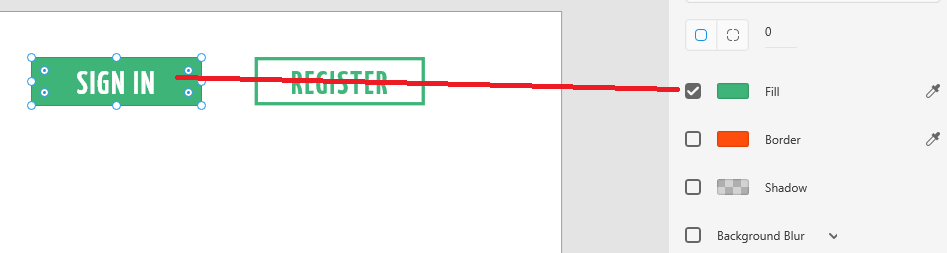 SIGN IN
REGISTER
0
Fill
Border
Shadow
Background Blur